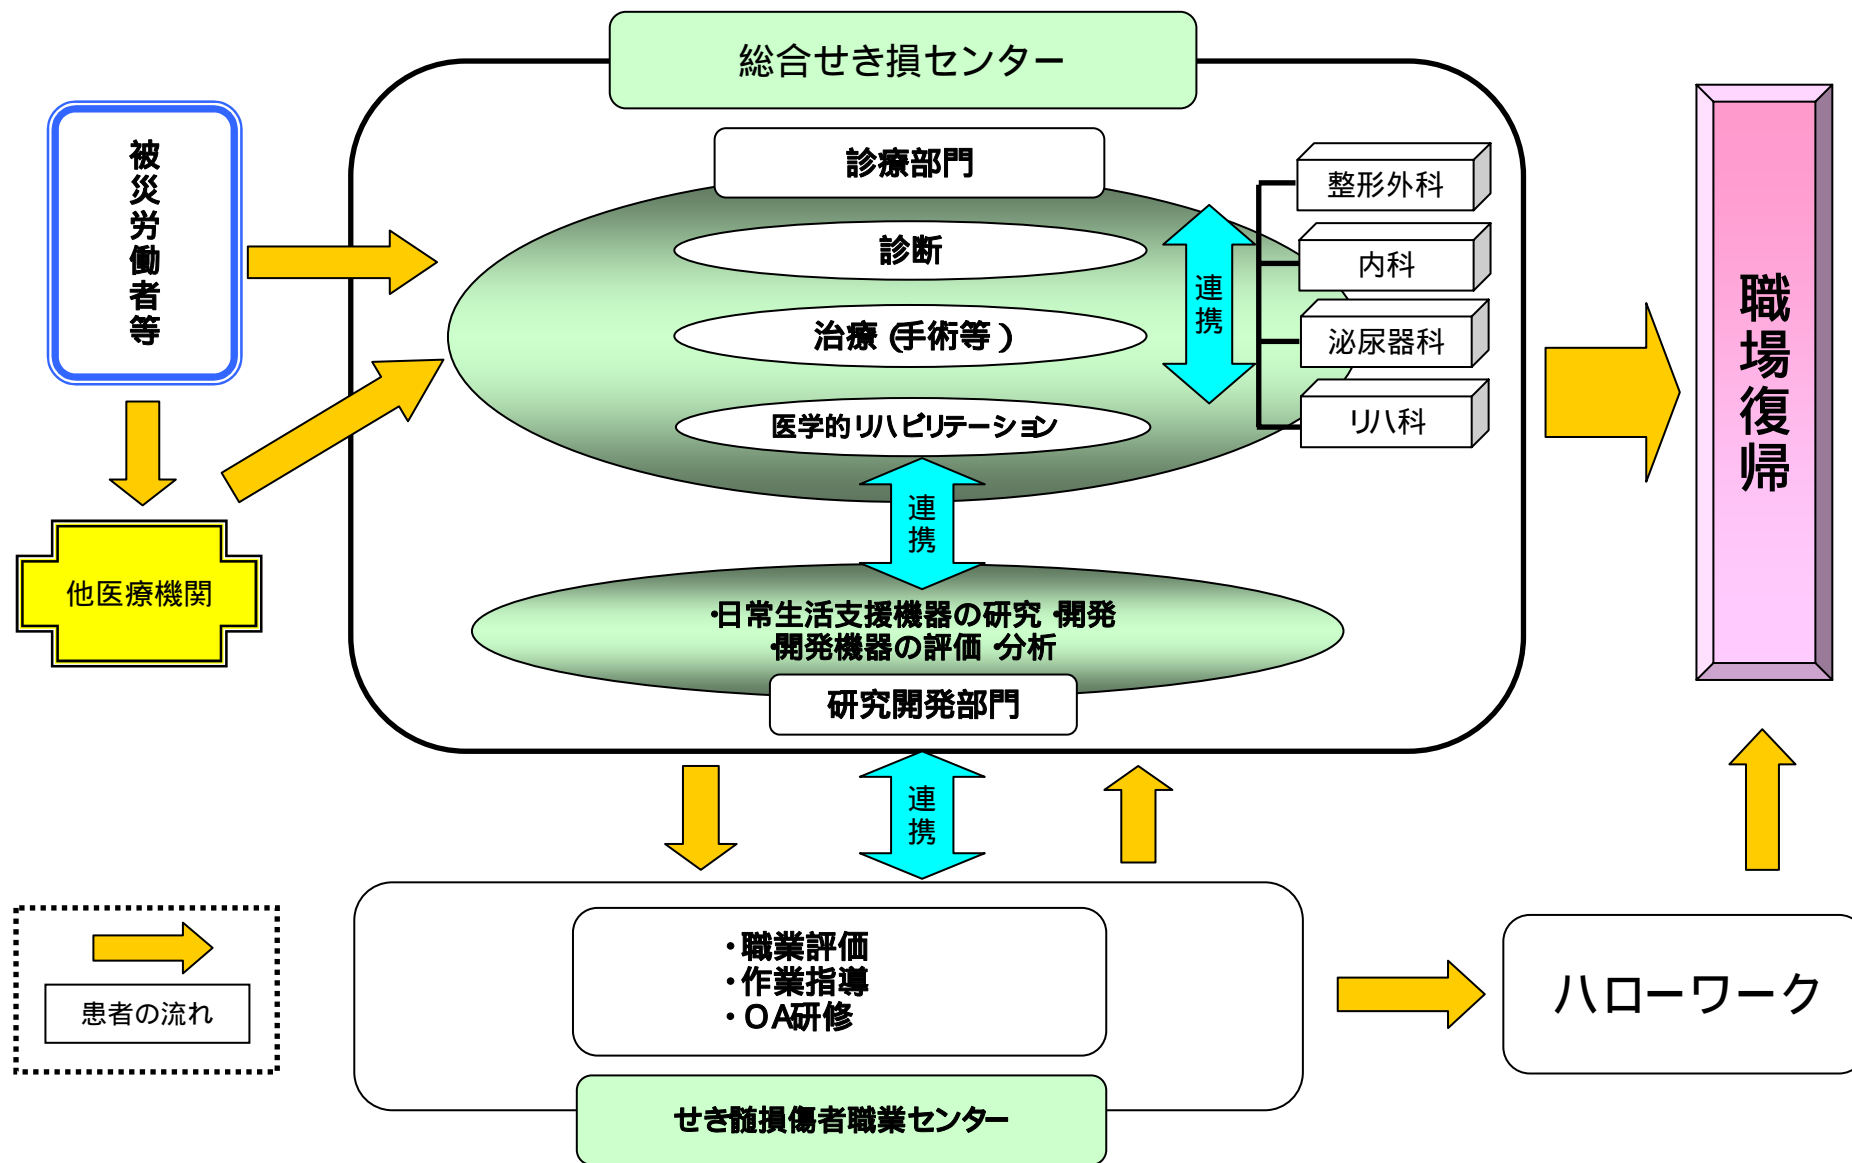 総合せき損センター
被災労働者等
診療部門
整形外科
診断
内科
連携
治療(手術等)
泌尿器科
医学的リハビリテーション
リハ科
職場復帰
連携
他医療機関
・日常生活支援機器の研究・開発
・開発機器の評価・分析
研究開発部門
連携
・職業評価
・作業指導
・OA研修
ハローワーク
患者の流れ
せき髄損傷者職業センター